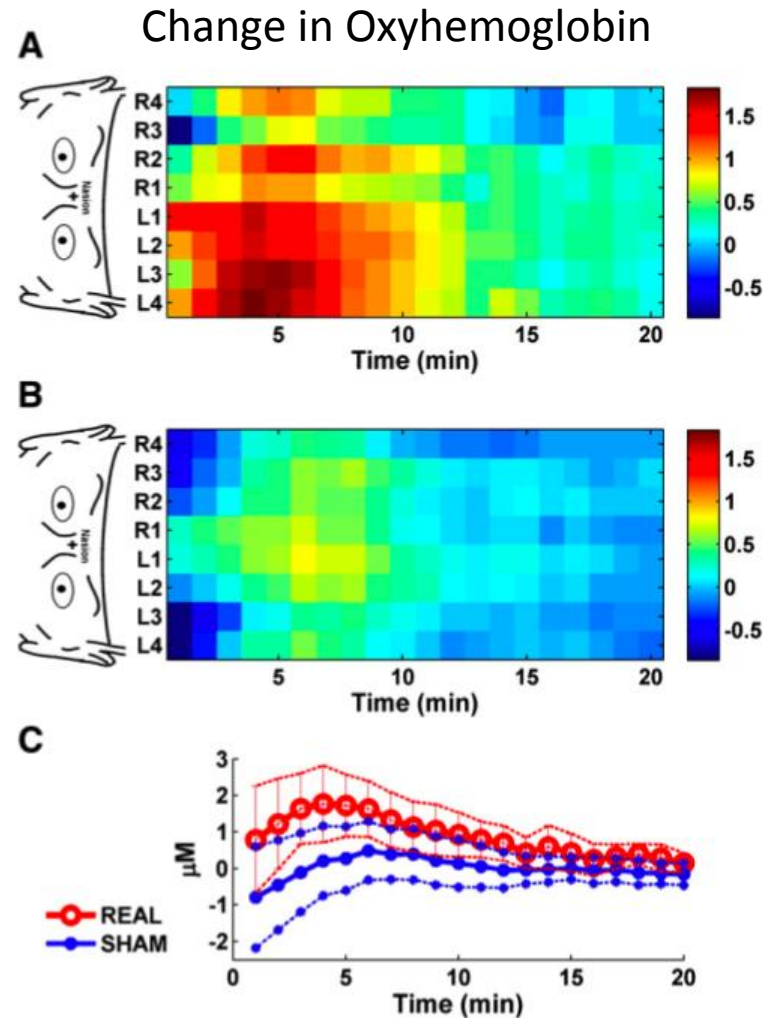 Change in Oxyhemoglobin
A
Nasion
R4
R3
R2
R1
L1
L2
L3
L4
5
10
15
20
Time (min)
1.5
1
0.5
0
-0.5
B
Nasion
R4
R3
R2
R1
L1
L2
L3
L4
5
10
15
20
Time (min)
1.5
1
0.5
0
-0.5
C
3
2
1
0
-1
-2
μM
REAL
SHAM
0
5
10
15
20
Time (min)